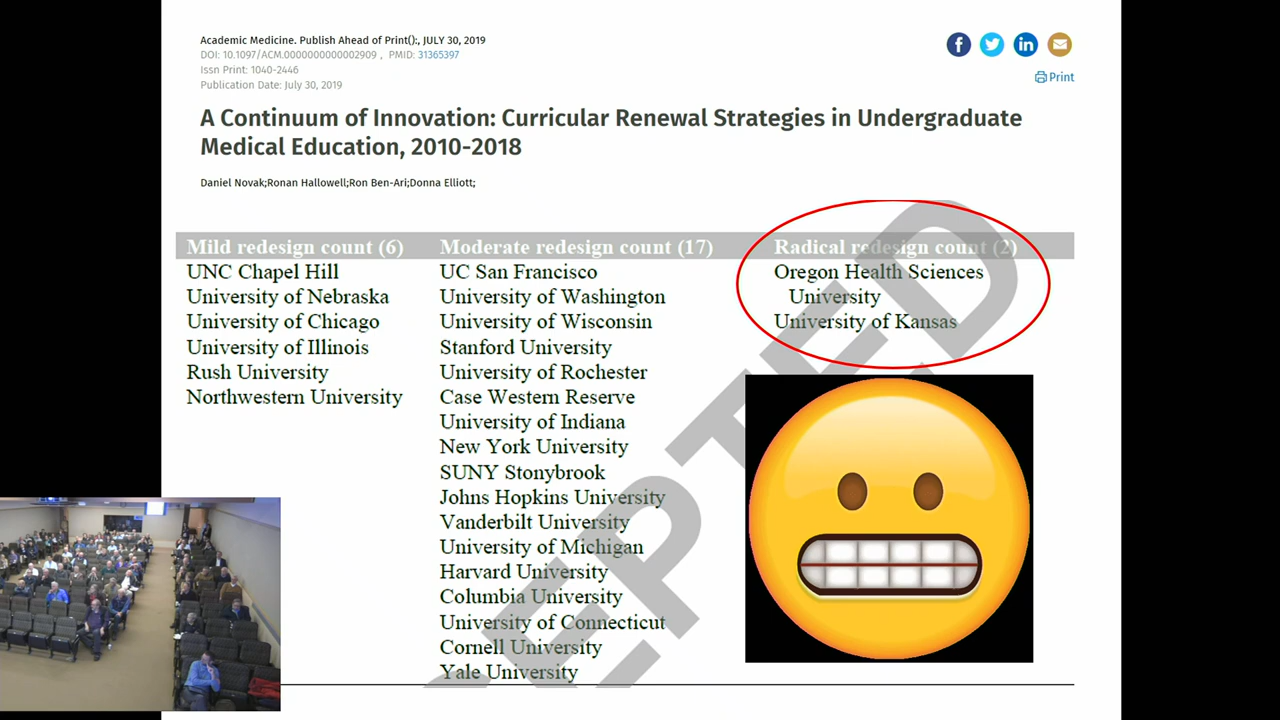 Academic Medicine. Publish Ahead of Print():, JULY 30, 2019
DOI: 10.1097/ACM.0000000000002909 , PMID: 31365397
Issn Print: 1040-2446
Publication Date: July 30, 2019
Print
A Continuum of Innovation: Curricular Renewal Strategies in Undergraduate
Medical Education, 2010-2018
Daniel Novak;Ronan Hallowell;Ron Ben-Ari;Donna Elliott;
Mild redesign count (6)
UNC Chapel Hill
University of Nebraska
University of Chicago
University of Illinois
Rush University
Northwestern University
Moderate redesign count (17)
UC San Francisco
University of Washington
University of Wisconsin
Stanford University
University of Rochester
Case Western Reserve
University of Indiana
New York University
SUNY Stonybrook
Johns Hopkins University
Vanderbilt University
University of Michigan
Harvard University
Columbia University
University of Connecticut
Cornell University
Yale University
Radical redesign count (2)
Oregon Health Sciences
University
University of Kansas
EPTED